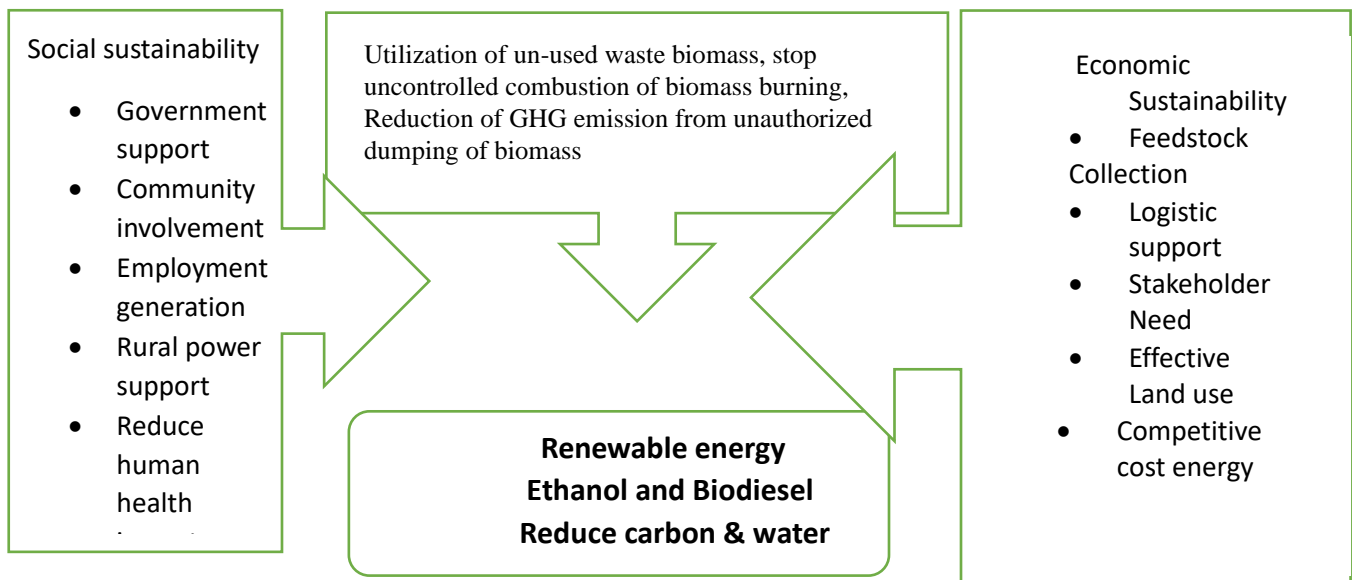 Social sustainability
• Government
support
• Community
involvement
• Employment
generation
• Rural power
support
• Reduce
human
health
Utilization of un-used waste biomass, stop
uncontrolled combustion of biomass burning,
Reduction of GHG emission from unauthorized
dumping of biomass
Economic
Sustainability
• Feedstock
Collection
• Logistic
support
• Stakeholder
Need
• Effective
Land use
• Competitive
cost energy
Renewable energy
Ethanol and Biodiesel
Reduce carbon & water